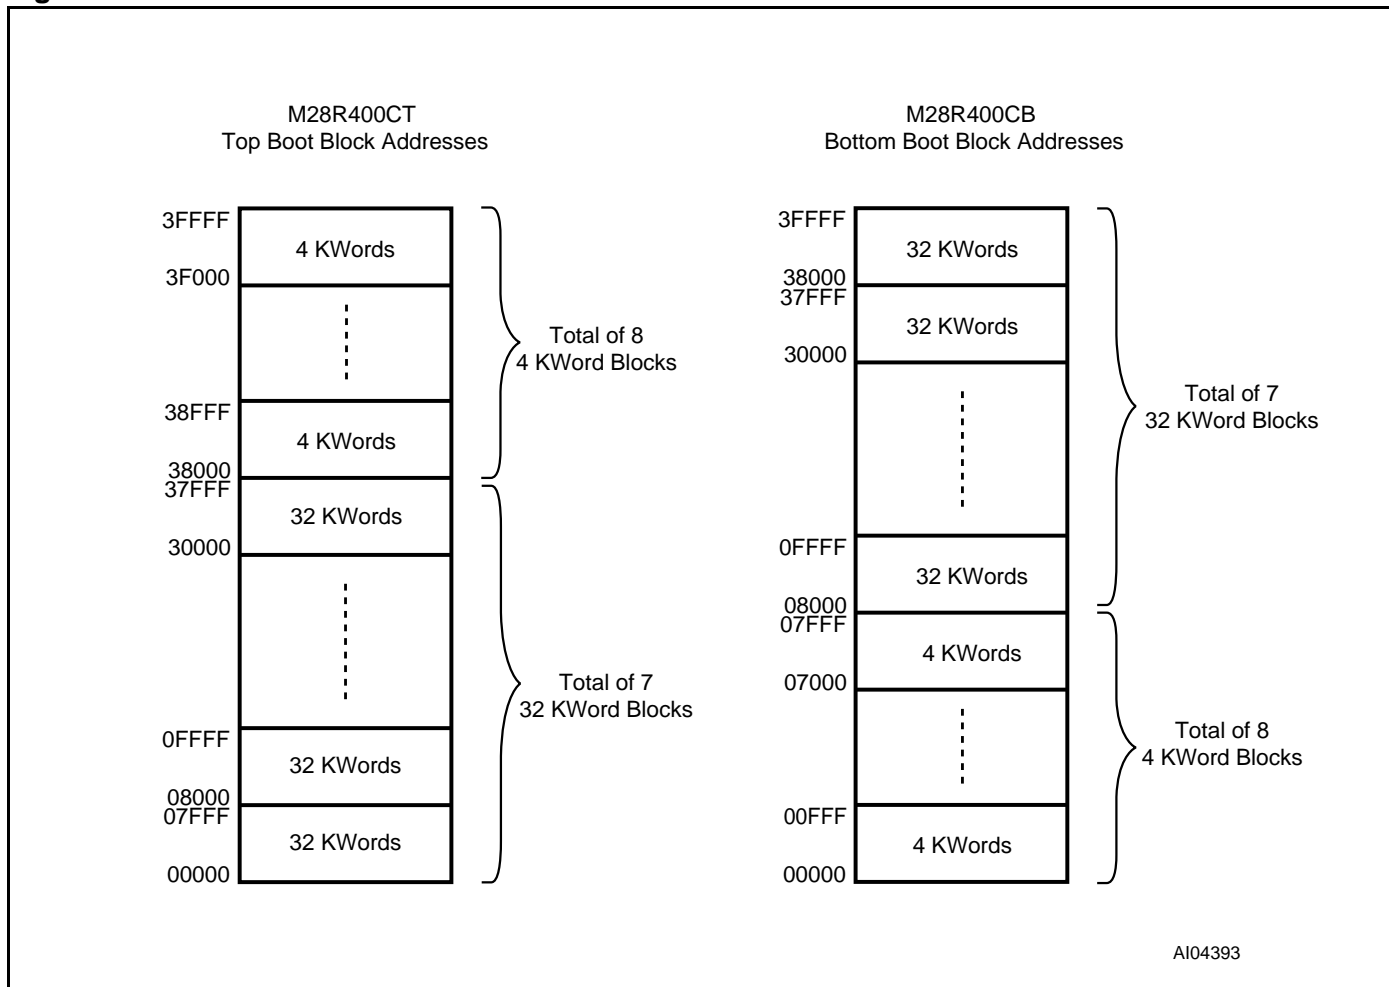 M28R400CT
Top Boot Block Addresses
3FFFF
4 KWords
3F000
Total of 8
4 KWord Blocks
38FFF
4 KWords
38000
37FFF
32 KWords
30000
Total of 7
32 KWord Blocks
0FFFF
32 KWords
08000
07FFF
32 KWords
00000
M28R400CB
Bottom Boot Block Addresses
3FFFF
32 KWords
38000
37FFF
32 KWords
30000
Total of 7
32 KWord Blocks
0FFFF
32 KWords
08000
07FFF
4 KWords
07000
Total of 8
4 KWord Blocks
00FFF
4 KWords
00000
AI04393